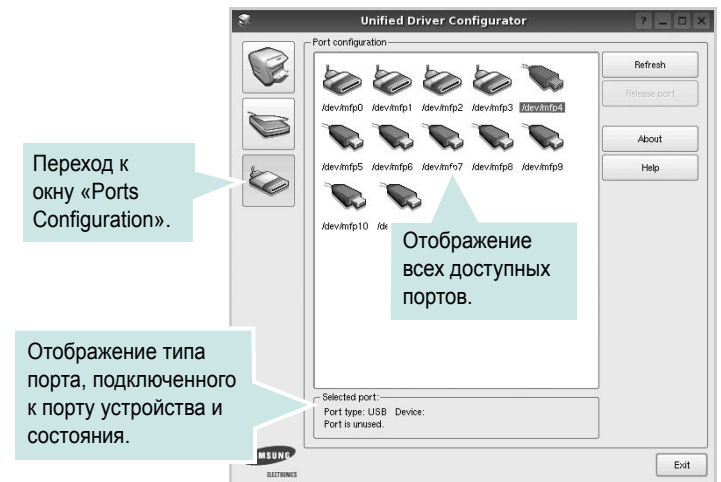 Unified Driver Configurator
Port configuration
/dev/mfp0 /dev/mfp1 /dev/mfp2 /dev/mfp3 /dev/mfp4
Refresh
Release port
/dev/mfp5 /dev/mfp6 /dev/mfp7 /dev/mfp8 /dev/mfp9
About
Help
Переход к
окну «Ports
Configuration».
/dev/mfp10
Отображение
всех доступных
портов.
Отображение типа
порта, подключенного
к порту устройства и
состояния.
Selected port:
Port type: USB Device:
Port is unused.
MSUNG
ELECTRONICS
Exit